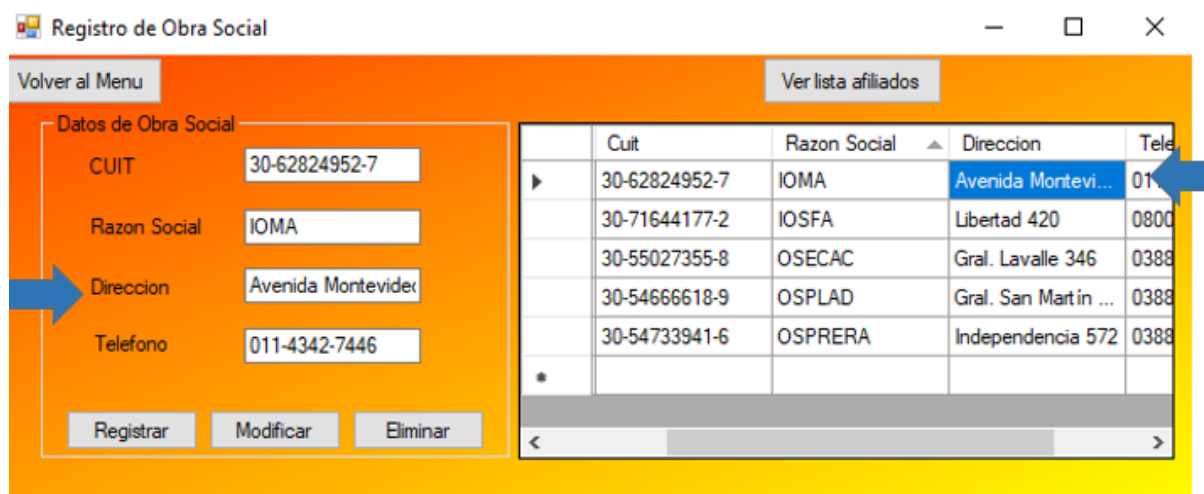 Registro de Obra Social
Volver al Menu
Ver lista afiliados
Datos de Obra Social
CUIT 30-62824952-7
Razon Social IOMA
Direccion Avenida Montevidec
Telefono 011-4342-7446
Registrar Modificar Eliminar
Cuit Razon Social Direccion Tele
30-62824952-7 IOMA Avenida Montevi... 01
30-71644177-2 IOSFA Libertad 420 0800
30-55027355-8 OSECAC Gral. Lavalle 346 0388
30-54666618-9 OSPLAD Gral. San Martín ... 0388
30-54733941-6 OSPRERA Independencia 572 0388